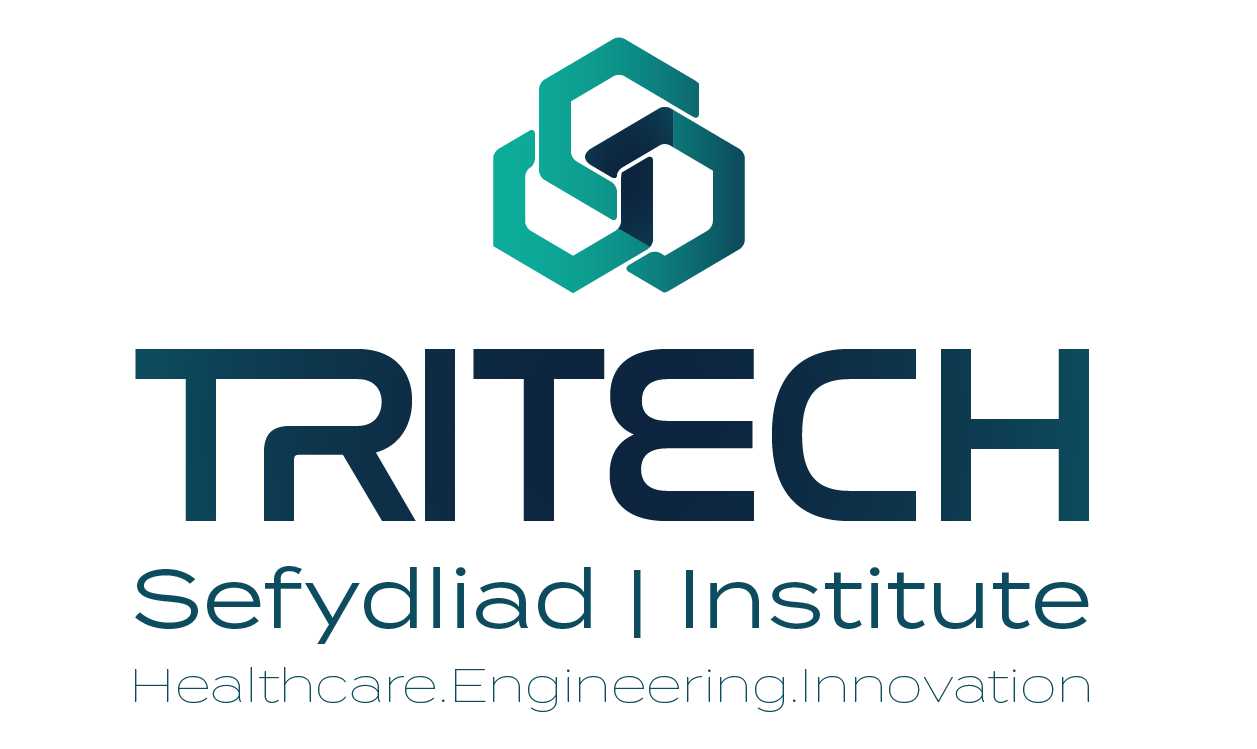 TRITECH
Sefydliad | Institute
Healthcare.Engineering.Innovation